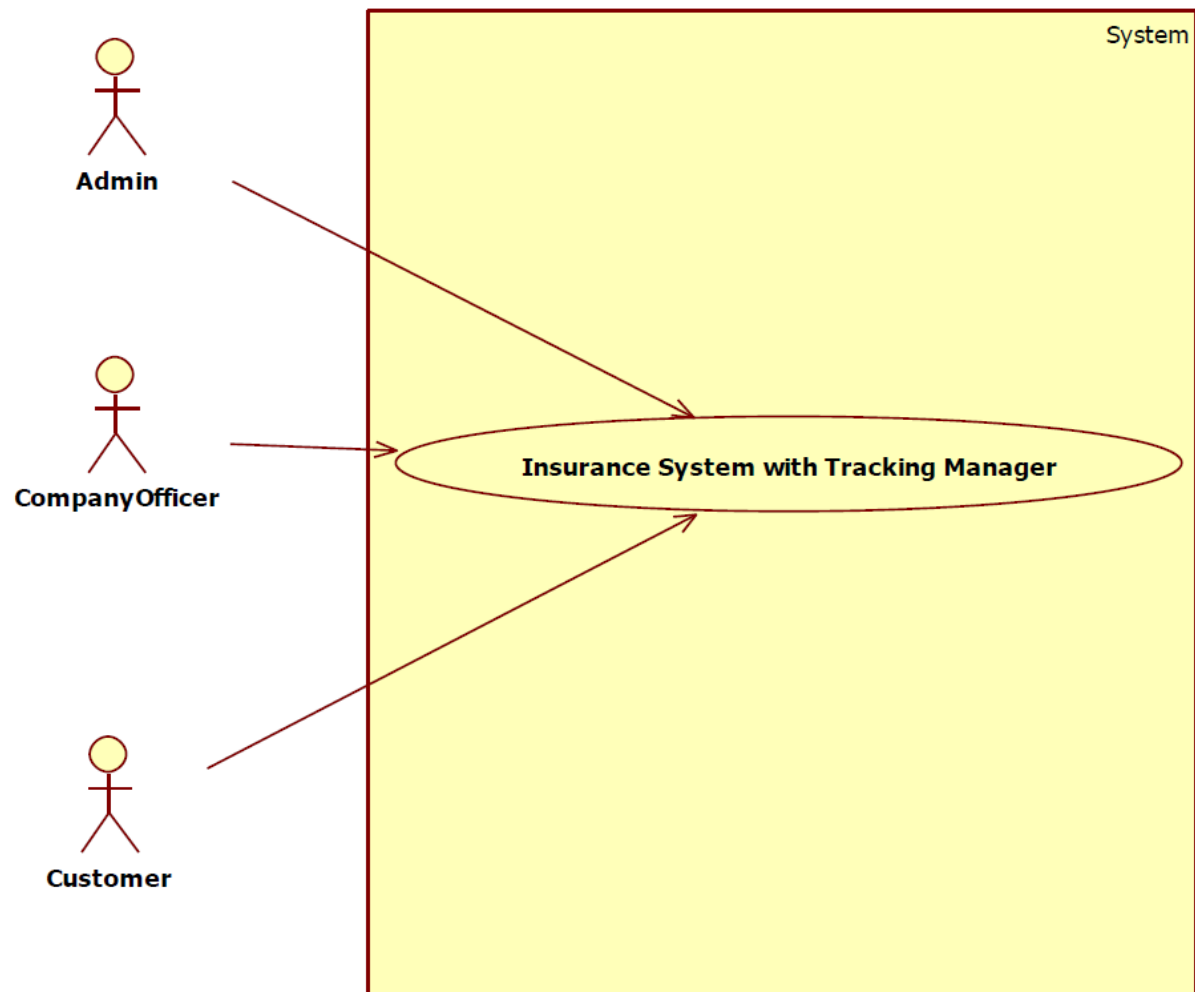 System
Admin
Insurance System with Tracking Manager
CompanyOfficer
Customer